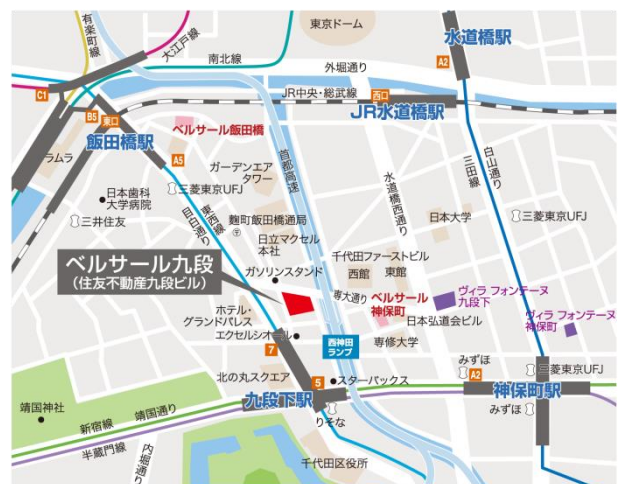 有楽町線
大江戸線
東京ドーム
水道橋駅
A2
南北線
外堀通り
C1
JR中央・総武線
西口
JR水道橋駅
B5
東口
飯田橋駅
ベルサール飯田橋
ラムラ
A5
ガーデンエア
タワー
首都高速
三菱東京UFJ
日本歯科
大学病院
三井住友
目白通り
東西線
麹町飯田橋通局
日立マクセル
本社
水道橋西通り
三田線
白山通り
日本大学
三菱東京UFJ
千代田ファーストビル
西館
東館
ベルサール九段
(住友不動産九段ビル)
ガソリンスタンド
専大通り
ベルサール
神保町
ヴィラ フォンテーヌ
九段下
ヴィラ フォンテーヌ
神保町
日本弘道会ビル
ホテル・
グランドパレス
エクセルシオール
7
西神田
ランプ
専修大学
みずほ
A2
三菱東京UFJ
北の丸スクエア
5
スターバックス
九段下駅
神保町駅
りそな
みずほ
靖国神社
靖国通り
新宿線
半蔵門線
内堀通り
千代田区役所